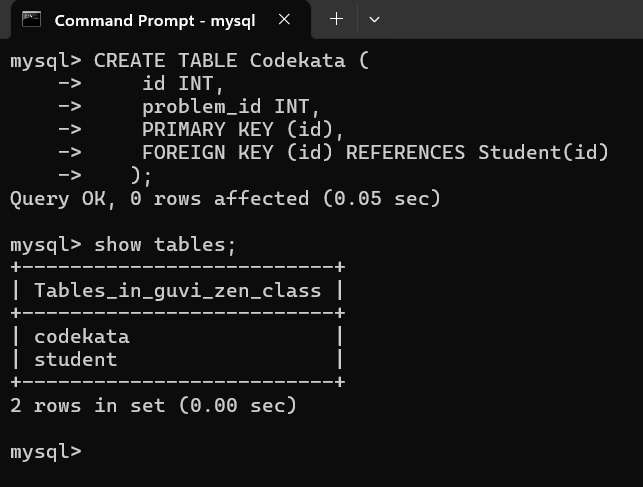 Command Prompt - mysql
mysql> CREATE TABLE Codekata (
    ->     id INT,
    ->     problem_id INT,
    ->     PRIMARY KEY (id),
    ->     FOREIGN KEY (id) REFERENCES Student(id)
    ->    );
Query OK, 0 rows affected (0.05 sec)

mysql> show tables;
+--------------------------+
| Tables_in_guvi_zen_class |
+--------------------------+
| codekata                 |
| student                  |
+--------------------------+
2 rows in set (0.00 sec)

mysql>